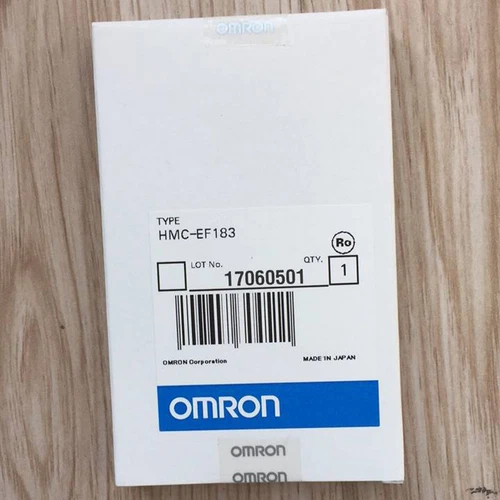 OMRON
TYPE
HMC-EF183
Ro
LOT No.
QTY.
17060501
1
OMRON Corporation
MADE IN JAPAN
OMRON
OMRON
OMRON